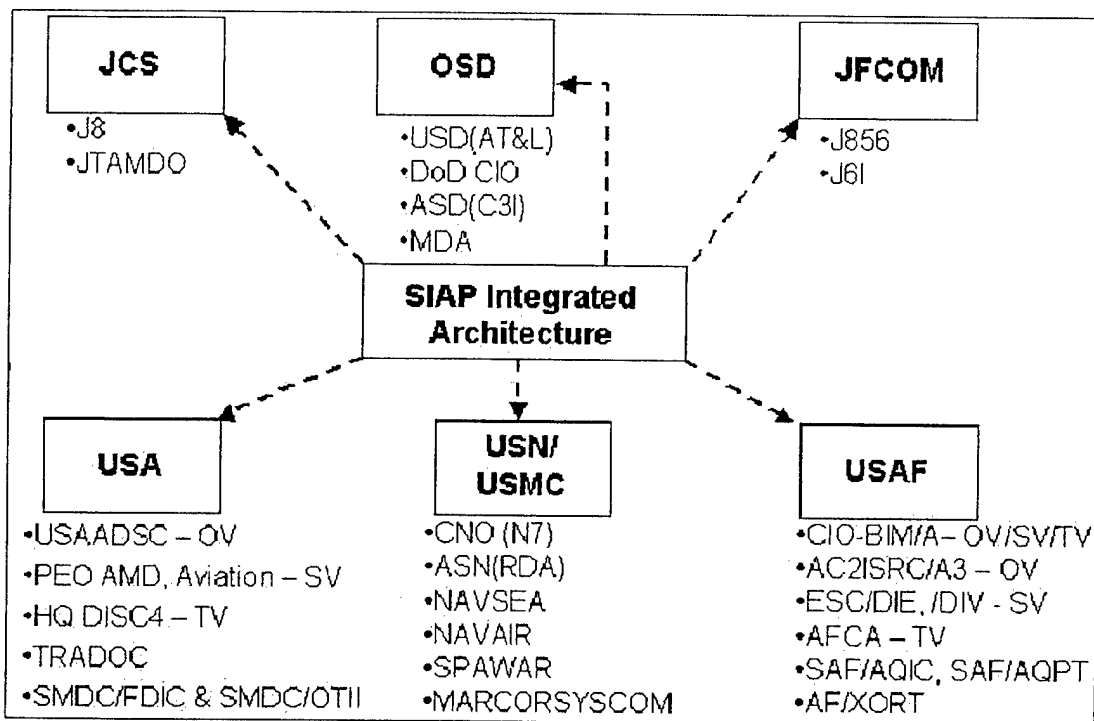 JCS
•J8
•JTAMDO
OSD
•USD(AT&L)
•DoD CIO
•ASD(C3I)
•MDA
JFCOM
•J856
•J6I
SIAP Integrated
Architecture
USA
•USAADSC – OV
•PEO AMD, Aviation – SV
•HQ DISC4 – TV
•TRADOC
•SMDC/FDIC & SMDC/OTII
USN/
USMC
•CNO (N7)
•ASN(RDA)
•NAVSEA
•NAVAIR
•SPAWAR
•MARCORSYSCOM
USAF
•CIO-BIM/A– OV/SV/TV
•AC2ISRC/A3 – OV
•ESC/DIE, /DIV - SV
•AFCA – TV
•SAF/AQIC, SAF/AQPT
•AF/XORT